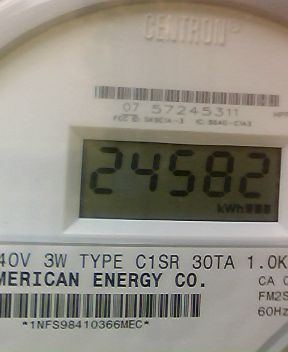 CENTRON
07 57245311
24582
kWh
40V 3W TYPE C1SR 30TA 1.0K
MERICAN ENERGY CO.
CA 0
FM2S
60Hz
*1NFS98410366MEC*